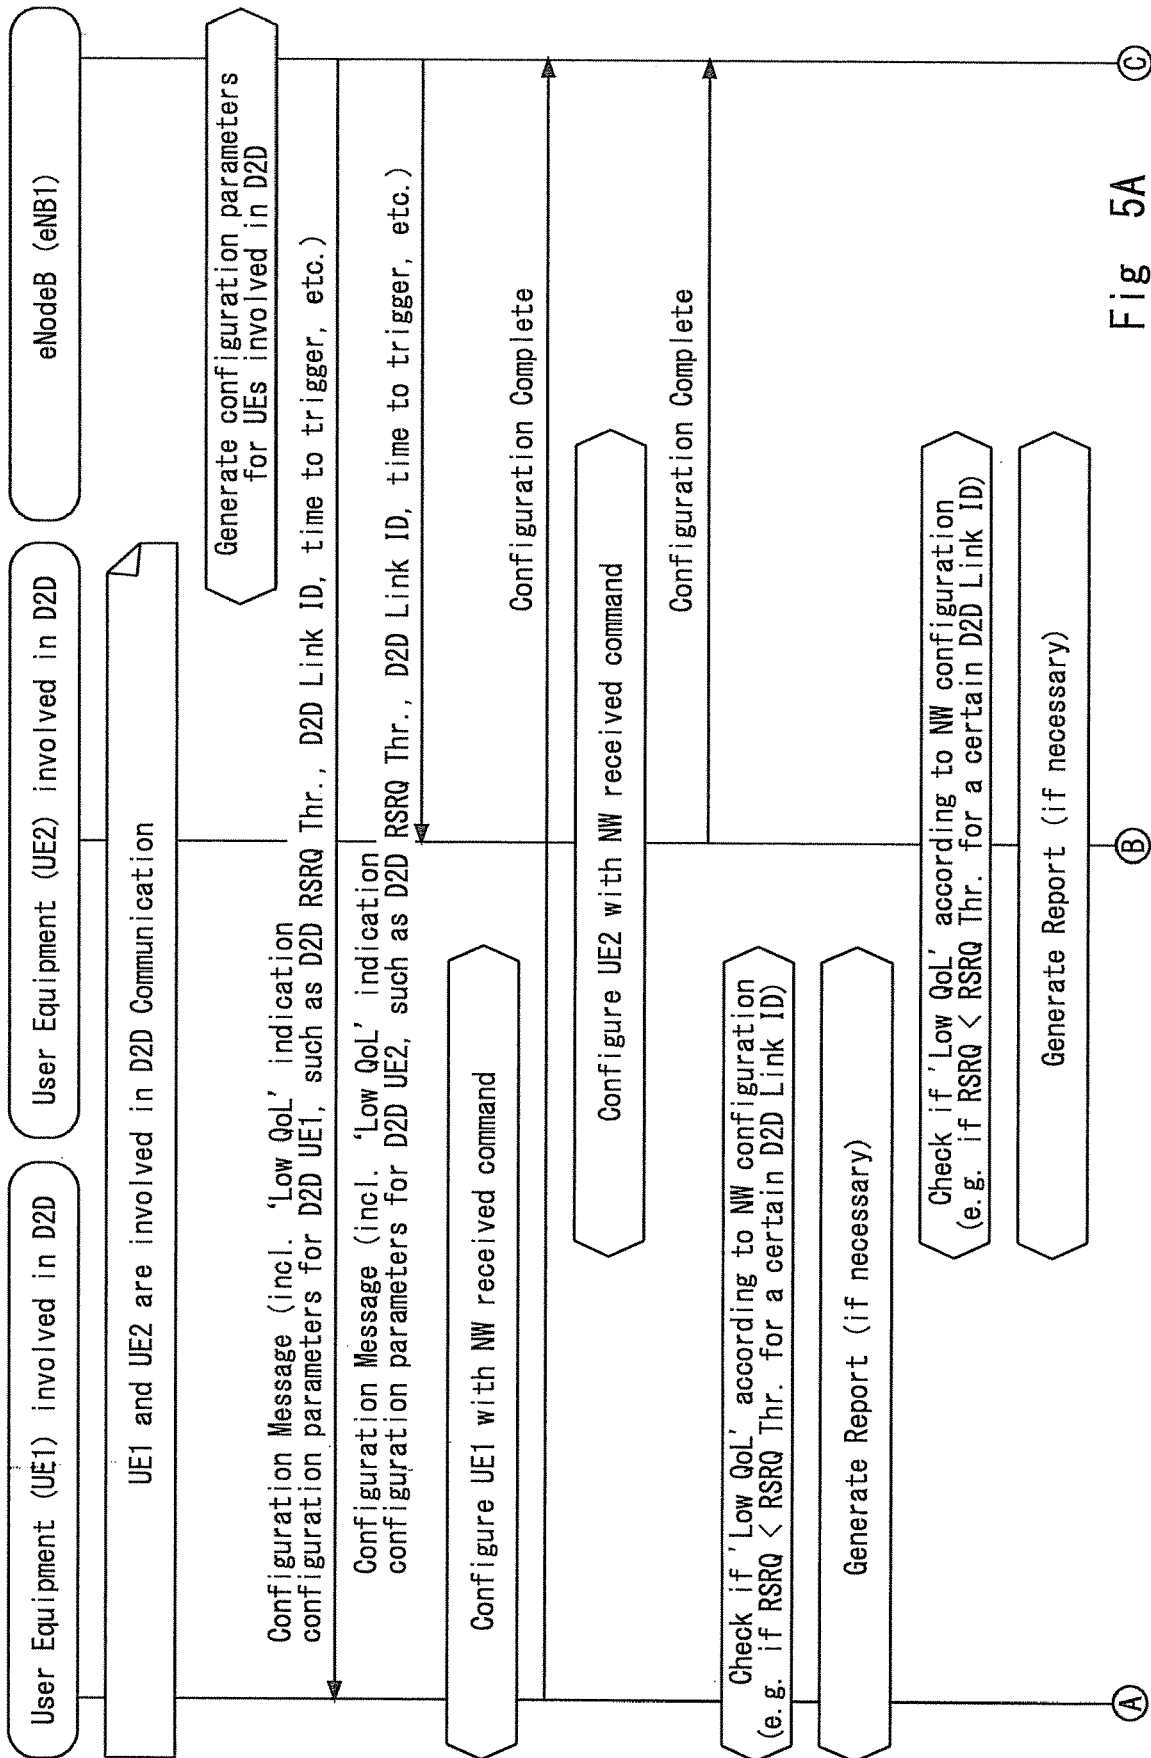 User Equipment (UE1) involved in D2D
User Equipment (UE2) involved in D2D
eNodeB (eNB1)
UE1 and UE2 are involved in D2D Communication
Generate configuration parameters
for UEs involved in D2D
Configuration Message (incl. ‘Low QoL’ indication
configuration parameters for D2D UE1, such as D2D RSRQ Thr., D2D Link ID, time to trigger, etc.)
Configuration Message (incl. ‘Low QoL’ indication
configuration parameters for D2D UE2, such as D2D RSRQ Thr., D2D Link ID, time to trigger, etc.)
Configure UE1 with NW received command
Configuration Complete
Configure UE2 with NW received command
Configuration Complete
Check if 'Low QoL' according to NW configuration
(e.g. if RSRQ < RSRQ Thr. for a certain D2D Link ID)
Generate Report (if necessary)
Check if 'Low QoL' according to NW configuration
(e.g. if RSRQ < RSRQ Thr. for a certain D2D Link ID)
Generate Report (if necessary)
A
B
C
Fig 5A